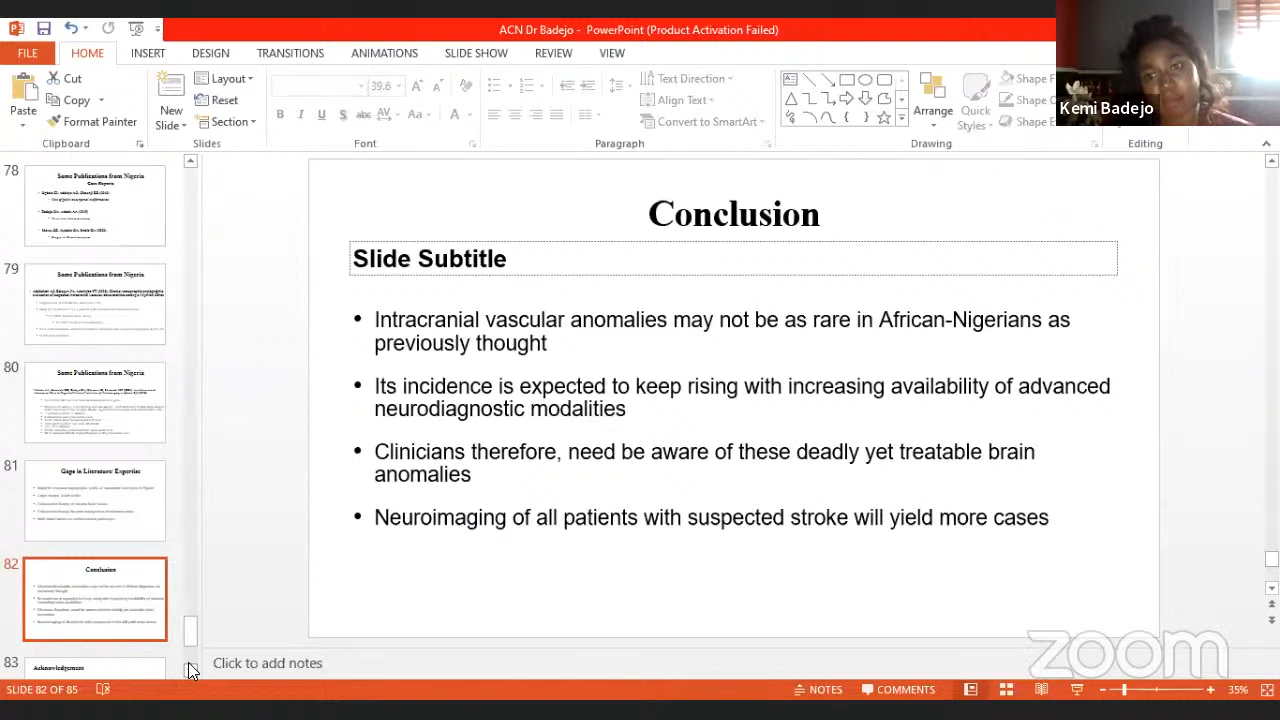 ACN Dr Badejo - PowerPoint (Product Activation Failed)
FILE HOME INSERT DESIGN TRANSITIONS ANIMATIONS SLIDE SHOW REVIEW VIEW
Paste
Cut
Copy
Format Painter
Clipboard
New Slide
Layout
Reset
Section
Slides
39.6
Font
Text Direction
Align Text
Convert to SmartArt
Paragraph
Arrange
Quick Styles
Shape F
Shape O
Shape E
Drawing
Editing
Kemi Badejo
78
Some Publications from Nigeria
79
Some Publications from Nigeria
80
Some Publications from Nigeria
81
Gaps in Literature/ Expertise
82
Conclusion
83
Acknowledgement
Conclusion
Slide Subtitle
• Intracranial vascular anomalies may not be as rare in African-Nigerians as
previously thought
• Its incidence is expected to keep rising with increasing availability of advanced
neurodiagnostic modalities
• Clinicians therefore, need be aware of these deadly yet treatable brain
anomalies
• Neuroimaging of all patients with suspected stroke will yield more cases
zoom
Click to add notes
SLIDE 82 OF 85
NOTES
COMMENTS
35%